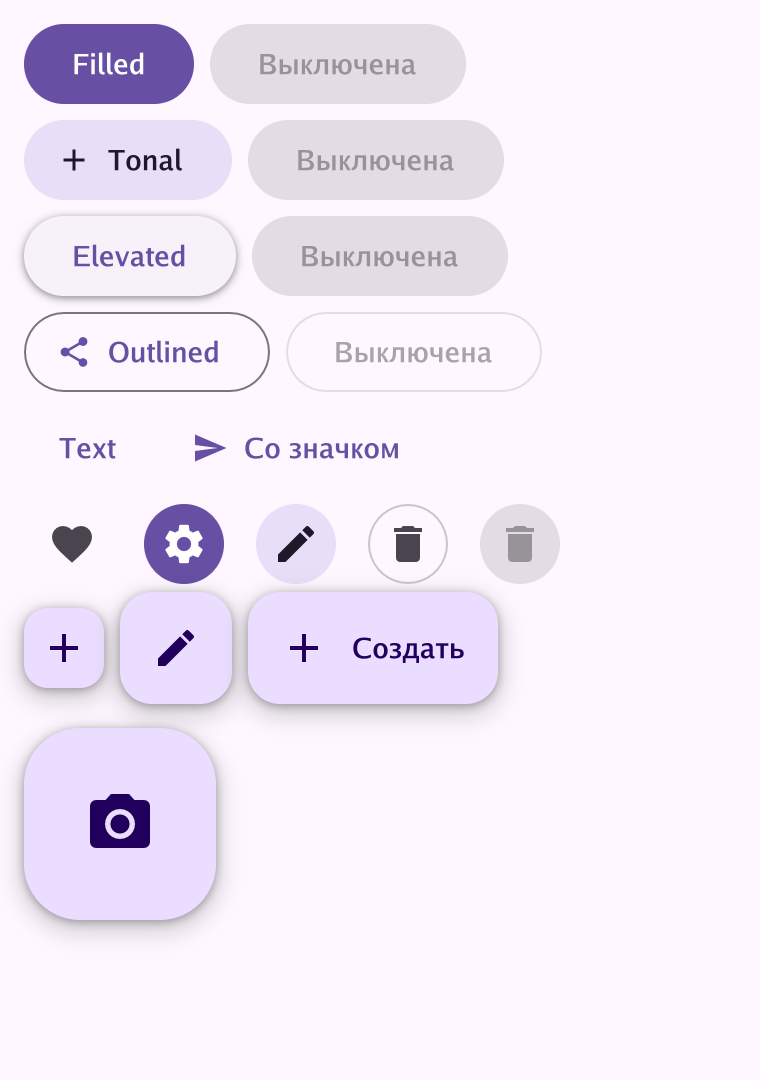 Filled Выключена
Tonal Выключена
Elevated Выключена
Outlined Выключена
Text Со значком
Создать